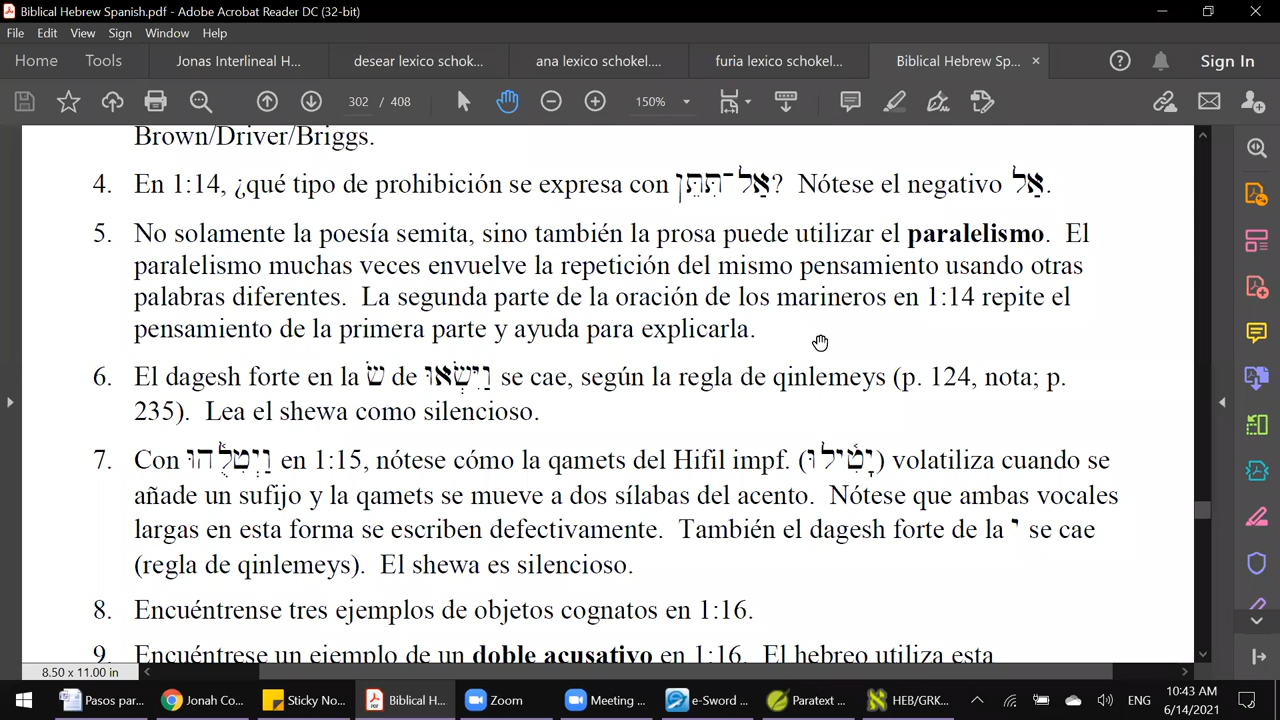 Biblical Hebrew Spanish.pdf - Adobe Acrobat Reader DC (32-bit)
File Edit View Sign Window Help
Home Tools Jonas Interlineal H... desear lexico schok... ana lexico schokel.... furia lexico schokel... Biblical Hebrew Sp... × Sign In
302 / 408 150%
Brown/Driver/Briggs.
4. En 1:14, ¿qué tipo de prohibición se expresa con אַל־תִּתֵּן? Nótese el negativo אַל.
5. No solamente la poesía semita, sino también la prosa puede utilizar el paralelismo. El
paralelismo muchas veces envuelve la repetición del mismo pensamiento usando otras
palabras diferentes. La segunda parte de la oración de los marineros en 1:14 repite el
pensamiento de la primera parte y ayuda para explicarla.
6. El dagesh forte en la שׂ de וַיִּשְׂאוּ se cae, según la regla de qinlemeys (p. 124, nota; p.
235). Lea el shewa como silencioso.
7. Con וַיְטִלֻ֫הוּ en 1:15, nótese cómo la qamets del Hifil impf. (יָטִ֫ילוּ) volatiliza cuando se
añade un sufijo y la qamets se mueve a dos sílabas del acento. Nótese que ambas vocales
largas en esta forma se escriben defectivamente. También el dagesh forte de la י se cae
(regla de qinlemeys). El shewa es silencioso.
8. Encuéntrense tres ejemplos de objetos cognatos en 1:16.
9. Encuéntrese un ejemplo de un doble acusativo en 1:16. El hebreo utiliza esta
8.50 x 11.00 in
Pasos par... Jonah Co... Sticky No... Biblical H... Zoom Meeting ... e-Sword ... Paratext ... HEB/GRK... ENG 10:43 AM
6/14/2021